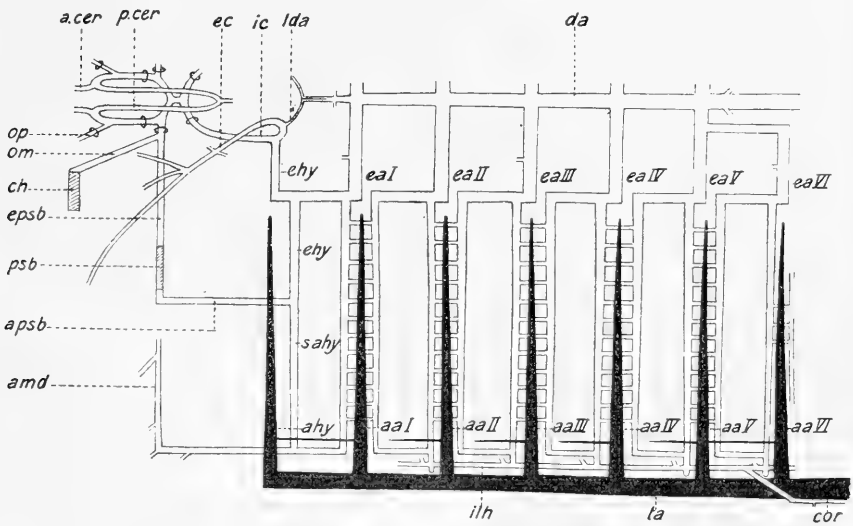 a.cer p.cer ec ic lda da
op
om
ch
epsb
psb
apsb
amd
ehy eaI eaII eaIII eaIV eaV eaVI
ehy
sahy
ahy aaI aaII aaIII aaIV aaV aaVI
ilh ta cor